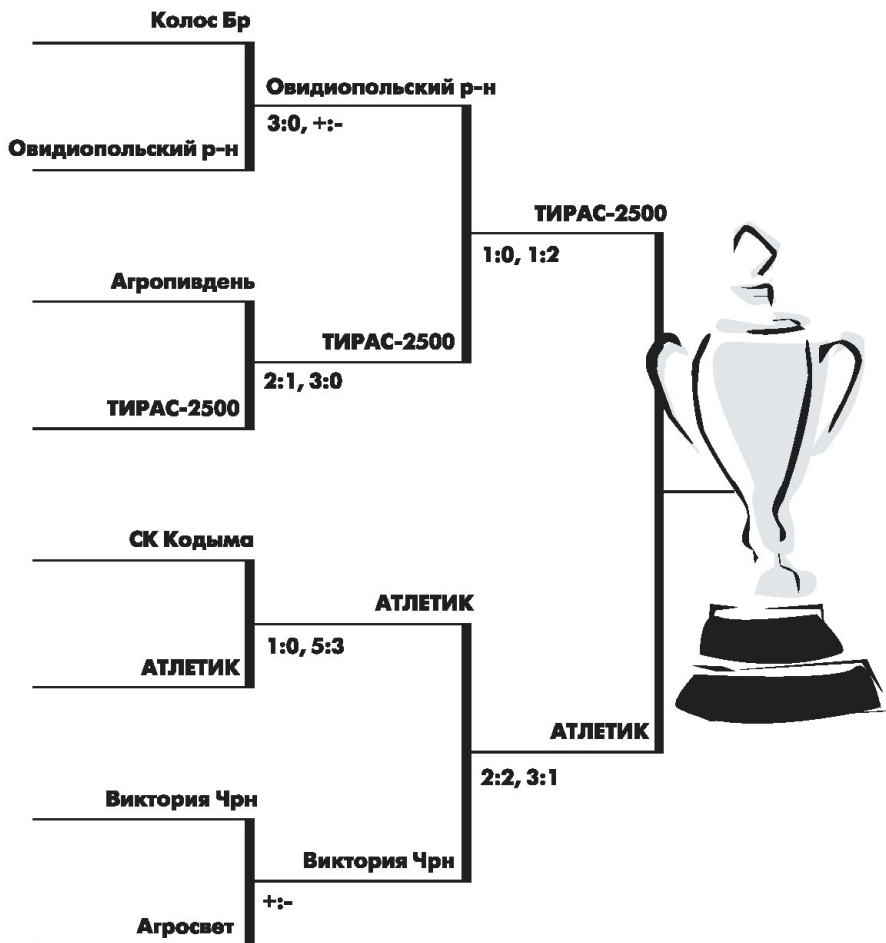 Колос Бр
Овидиопольский р-н
3:0, +:-
Овидиопольский р-н
ТИРАС-2500
1:0, 1:2
Агропивдень
ТИРАС-2500
2:1, 3:0
ТИРАС-2500
СК Кодыма
АТЛЕТИК
1:0, 5:3
АТЛЕТИК
АТЛЕТИК
2:2, 3:1
Виктория Чрн
Виктория Чрн
+:-
Агросвет